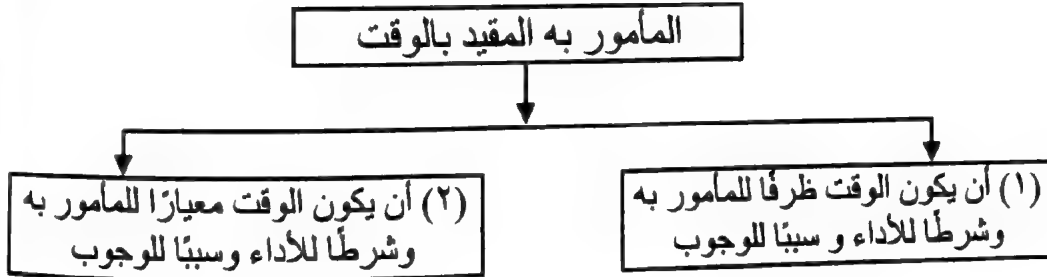 المأمور به المقيد بالوقت
(١) أن يكون الوقت ظرفًا للمأمور به
وشرطًا للأداء و سببًا للوجوب
(٢) أن يكون الوقت معيارًا للمأمور به
وشرطًا للأداء وسببًا للوجوب